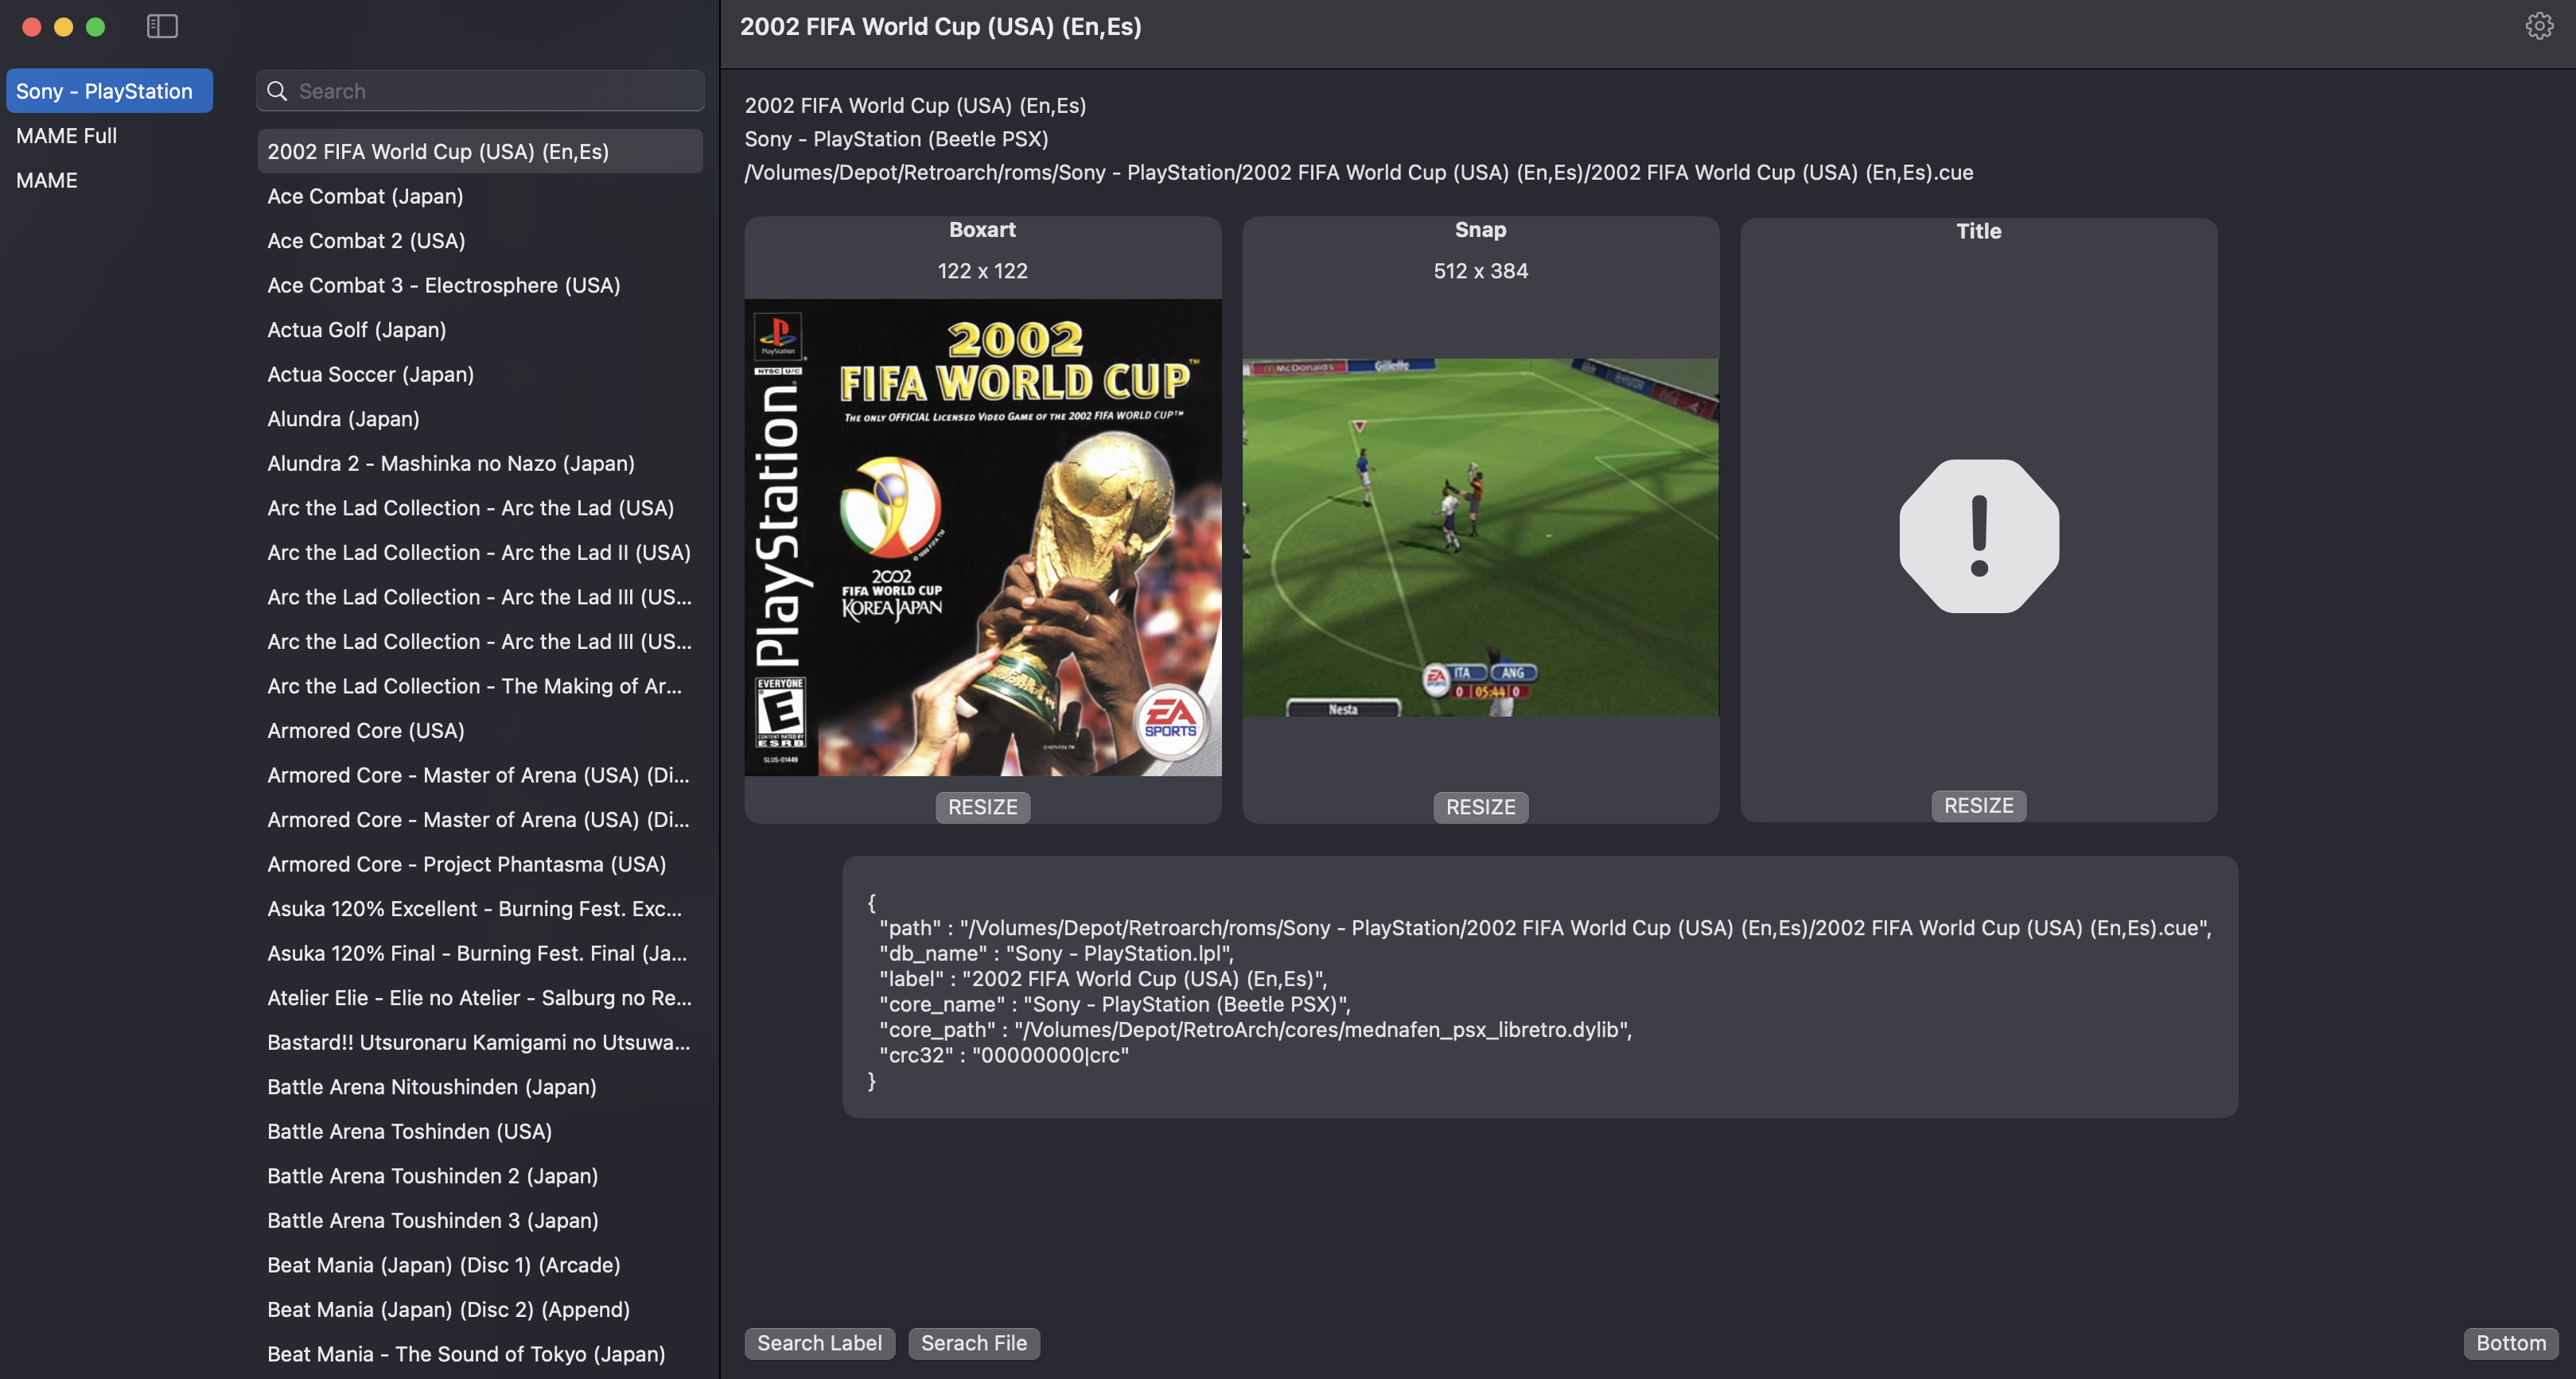 2002 FIFA World Cup (USA) (En,Es)
Sony - PlayStation
MAME Full
MAME
Search
2002 FIFA World Cup (USA) (En,Es)
Ace Combat (Japan)
Ace Combat 2 (USA)
Ace Combat 3 - Electrosphere (USA)
Actua Golf (Japan)
Actua Soccer (Japan)
Alundra (Japan)
Alundra 2 - Mashinka no Nazo (Japan)
Arc the Lad Collection - Arc the Lad (USA)
Arc the Lad Collection - Arc the Lad II (USA)
Arc the Lad Collection - Arc the Lad III (US...
Arc the Lad Collection - Arc the Lad III (US...
Arc the Lad Collection - The Making of Ar...
Armored Core (USA)
Armored Core - Master of Arena (USA) (Di...
Armored Core - Master of Arena (USA) (Di...
Armored Core - Project Phantasma (USA)
Asuka 120% Excellent - Burning Fest. Exc...
Asuka 120% Final - Burning Fest. Final (Ja...
Atelier Elie - Elie no Atelier - Salburg no Re...
Bastard!! Utsuronaru Kamigami no Utsuwa...
Battle Arena Nitoushinden (Japan)
Battle Arena Toshinden (USA)
Battle Arena Toushinden 2 (Japan)
Battle Arena Toushinden 3 (Japan)
Beat Mania (Japan) (Disc 1) (Arcade)
Beat Mania (Japan) (Disc 2) (Append)
Beat Mania - The Sound of Tokyo (Japan)
2002 FIFA World Cup (USA) (En,Es)
Sony - PlayStation (Beetle PSX)
/Volumes/Depot/Retroarch/roms/Sony - PlayStation/2002 FIFA World Cup (USA) (En,Es)/2002 FIFA World Cup (USA) (En,Es).cue
Boxart
122 x 122
PlayStation
NTSC U/C
PlayStation
2002
FIFA WORLD CUP™
THE ONLY OFFICIAL LICENSED VIDEO GAME OF THE 2002 FIFA WORLD CUP™
2002
FIFA WORLD CUP
KOREA JAPAN
EVERYONE
E
CONTENT RATED BY
ESRB
SLUS-01449
EA
SPORTS
RESIZE
Snap
512 x 384
McDonald's
Gillette
EA
SPORTS
ITA
ANG
0 05:44 0
Nesta
RESIZE
Title
RESIZE
{
"path" : "/Volumes/Depot/Retroarch/roms/Sony - PlayStation/2002 FIFA World Cup (USA) (En,Es)/2002 FIFA World Cup (USA) (En,Es).cue",
"db_name" : "Sony - PlayStation.lpl",
"label" : "2002 FIFA World Cup (USA) (En,Es)",
"core_name" : "Sony - PlayStation (Beetle PSX)",
"core_path" : "/Volumes/Depot/RetroArch/cores/mednafen_psx_libretro.dylib",
"crc32" : "00000000|crc"
}
Search Label
Serach File
Bottom